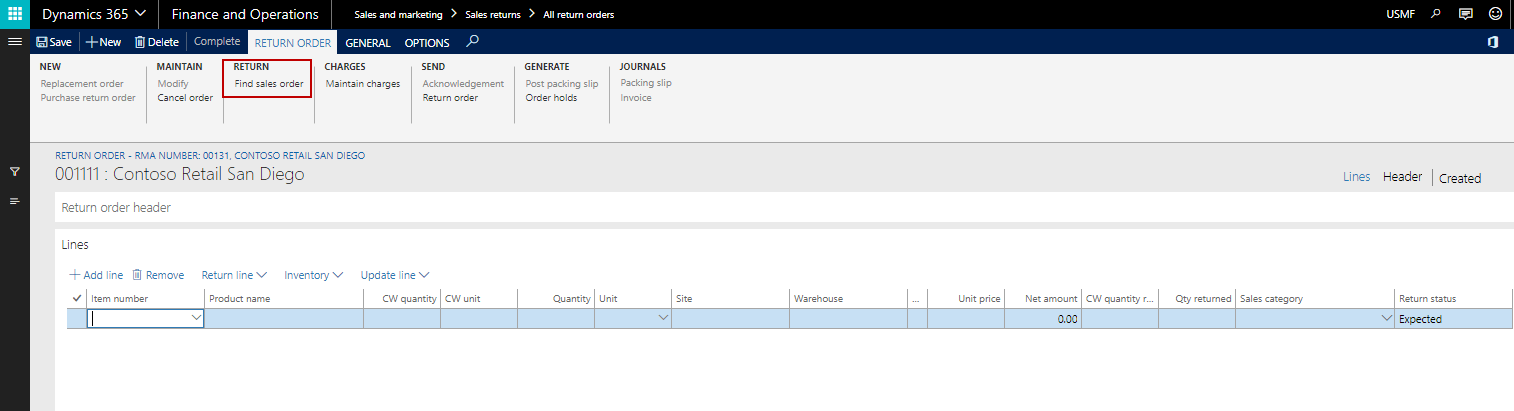 Dynamics 365 Finance and Operations Sales and marketing Sales returns All return orders USMF
Save New Delete Complete RETURN ORDER GENERAL OPTIONS
NEW MAINTAIN RETURN CHARGES SEND GENERATE JOURNALS
Replacement order Modify Find sales order Maintain charges Acknowledgement Post packing slip Packing slip
Purchase return order Cancel order Return order Order holds Invoice
RETURN ORDER - RMA NUMBER: 00131, CONTOSO RETAIL SAN DIEGO
001111 : Contoso Retail San Diego
Lines Header Created
Return order header
Lines
Add line Remove Return line Inventory Update line
Item number Product name CW quantity CW unit Quantity Unit Site Warehouse ... Unit price Net amount CW quantity r... Qty returned Sales category Return status
0.00 Expected